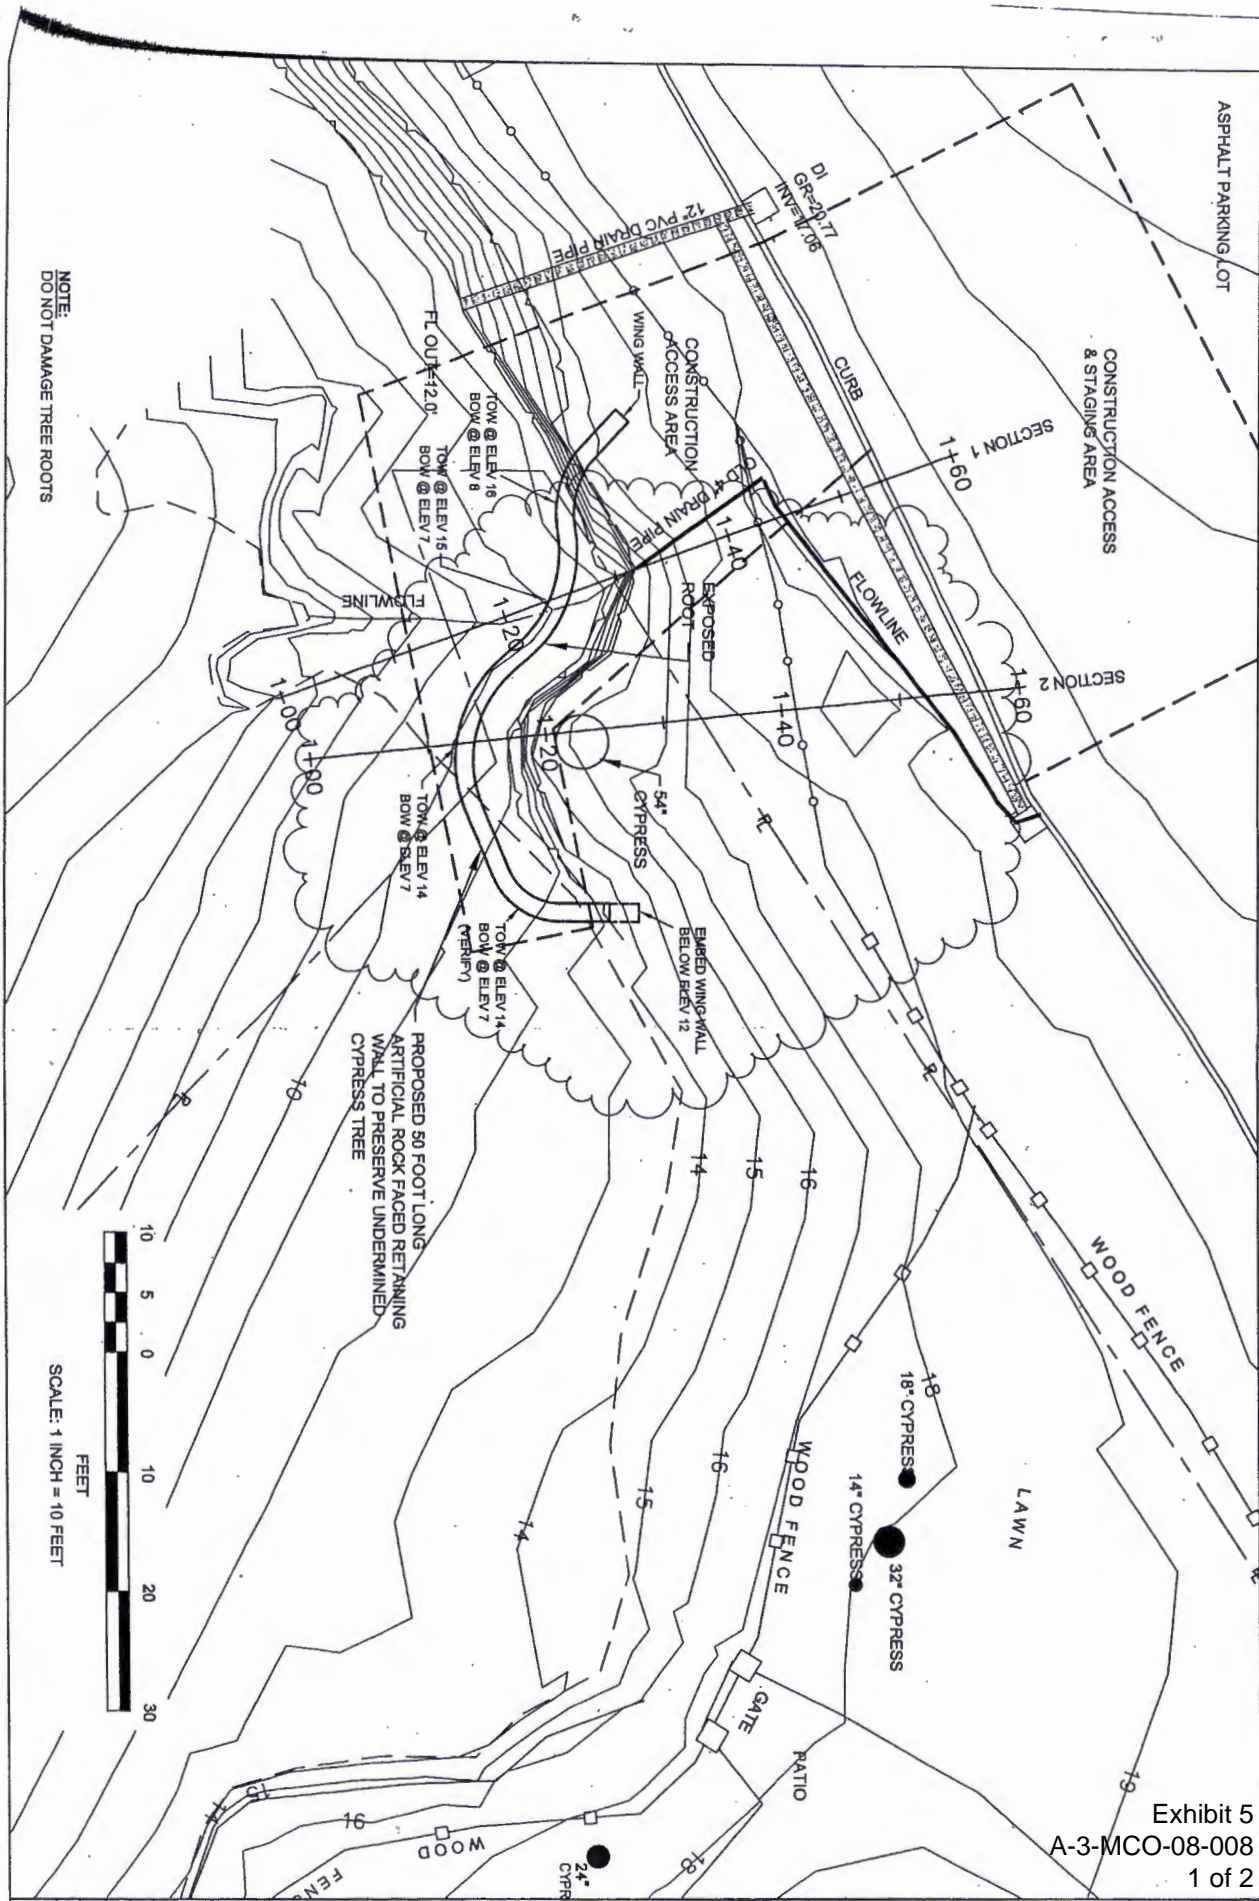 ASPHALT PARKING LOT
CONSTRUCTION ACCESS
& STAGING AREA
DI
GR=20.77
INV=17.06
12" PVC DRAIN PIPE
CURB
SECTION 1
1+60
SECTION 2
1+60
WING WALL
CONSTRUCTION
ACCESS AREA
OLD 4" DRAIN PIPE
1+40
FLOWLINE
EXPOSED
ROOT
1+40
FL OUT=12.0'
TOW @ ELEV 16
BOW @ ELEV 8
TOW @ ELEV 15
BOW @ ELEV 7
FLOWLINE
1+20
1+20
1+00
1+00
54"
CYPRESS
TOW @ ELEV 14
BOW @ ELEV 7
TOW @ ELEV 14
BOW @ ELEV 7
(VERIFY)
EMBED WING WALL
BELOW ELEV 12
PROPOSED 50 FOOT LONG
ARTIFICIAL ROCK FACED RETAINING
WALL TO PRESERVE UNDERMINED
CYPRESS TREE
NOTE:
DO NOT DAMAGE TREE ROOTS
PL
PL
10
14
15
16
WOOD FENCE
18
18" CYPRESS
14" CYPRESS
32" CYPRESS
LAWN
WOOD FENCE
16
15
14
GATE
PATIO
19
18
16
15
14
WOOD
FENC
24"
CYPR
10
5
0
10
20
30
FEET
SCALE: 1 INCH = 10 FEET
Exhibit 5
A-3-MCO-08-008
1 of 2